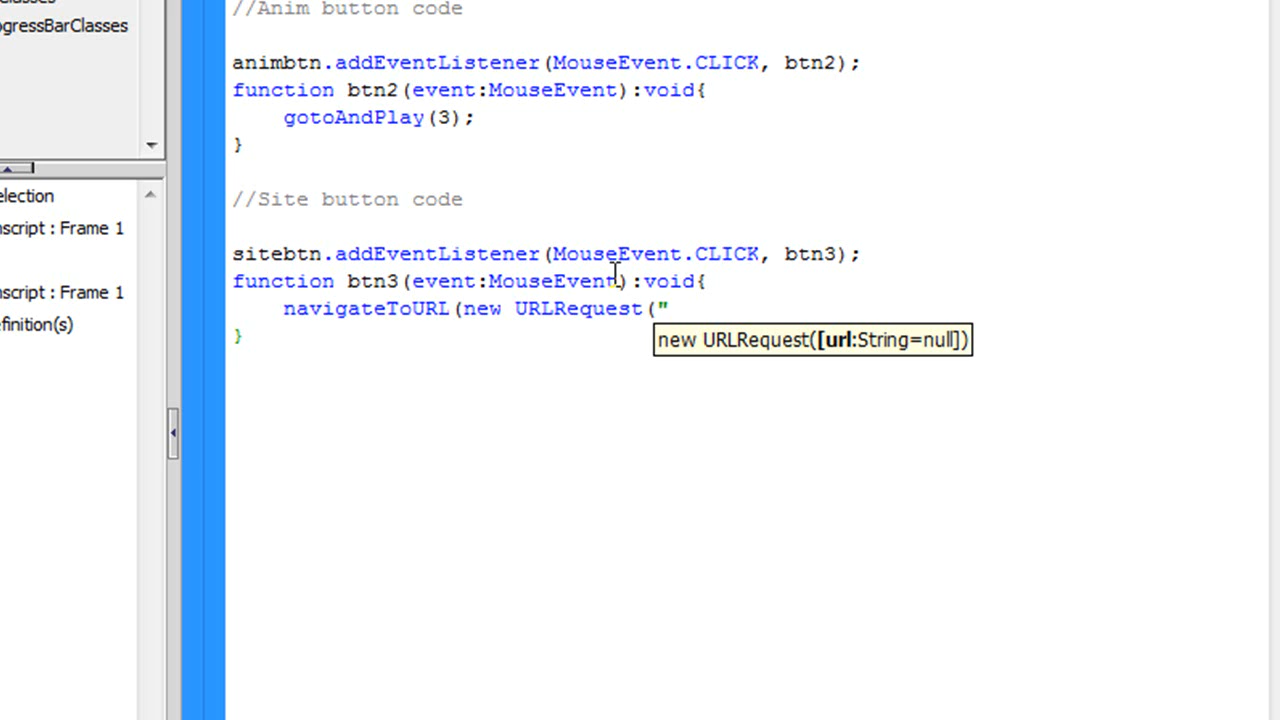 //Anim button code
ogressBarClasses
animbtn.addEventListener(MouseEvent.CLICK, btn2);
function btn2(event:MouseEvent):void{
gotoAndPlay(3);
}
//Site button code
sitebtn.addEventListener(MouseEvent.CLICK, btn3);
function btn3(event:MouseEvent):void{
navigateToURL(new URLRequest("
}
new URLRequest([url:String=null])
election
nscript : Frame 1
nscript : Frame 1
efinition(s)